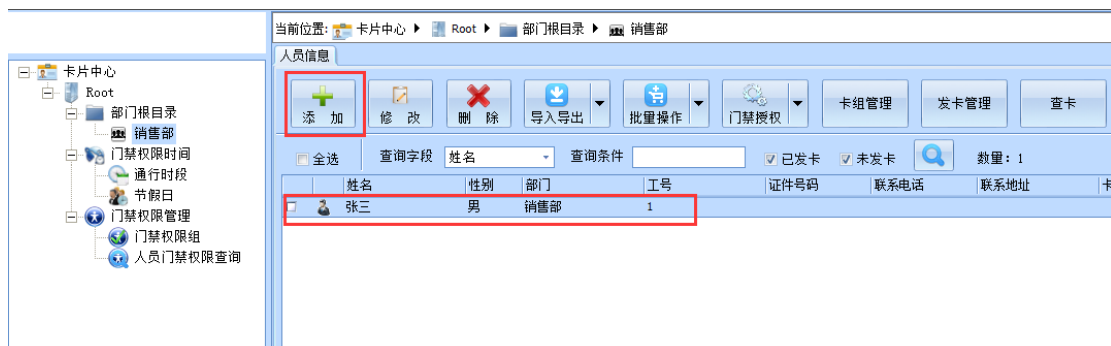 当前位置: 卡片中心 Root 部门根目录 销售部
人员信息
卡片中心
Root
部门根目录
销售部
门禁权限时间
通行时段
节假日
门禁权限管理
门禁权限组
人员门禁权限查询
添 加 修 改 删 除 导入导出 批量操作 门禁授权 卡组管理 发卡管理 查卡
全选 查询字段 姓名 查询条件 已发卡 未发卡 数量: 1
姓名 性别 部门 工号 证件号码 联系电话 联系地址
张三 男 销售部 1